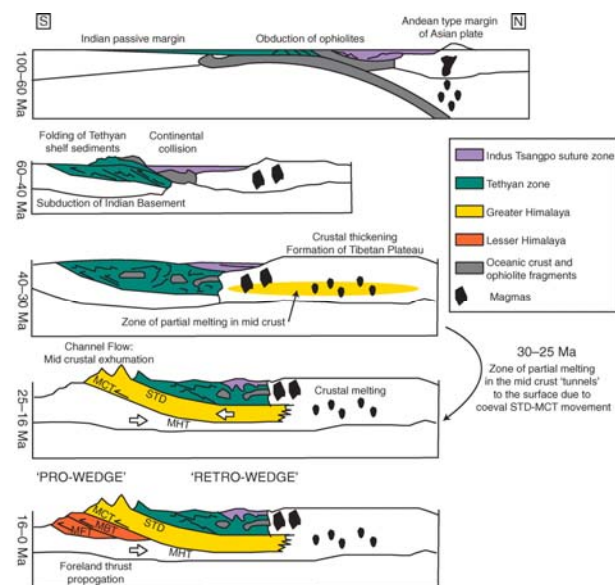 S
Indian passive margin
Obduction of ophiolites
Andean type margin
of Asian plate
N
100–60 Ma
Folding of Tethyan
shelf sediments
Continental
collision
60–40 Ma
Subduction of Indian Basement
Indus Tsangpo suture zone
Tethyan zone
Greater Himalaya
Lesser Himalaya
Oceanic crust and
ophiolite fragments
Magmas
Crustal thickening
Formation of Tibetan Plateau
40–30 Ma
Zone of partial melting in mid crust
30–25 Ma
Zone of partial melting
in the mid crust 'tunnels'
to the surface due to
coeval STD-MCT movement
Channel Flow:
Mid crustal exhumation
25–16 Ma
MCT
STD
MHT
Crustal melting
'PRO-WEDGE'
'RETRO-WEDGE'
16–0 Ma
MCT
MBT
MFT
STD
MHT
Foreland thrust
propogation